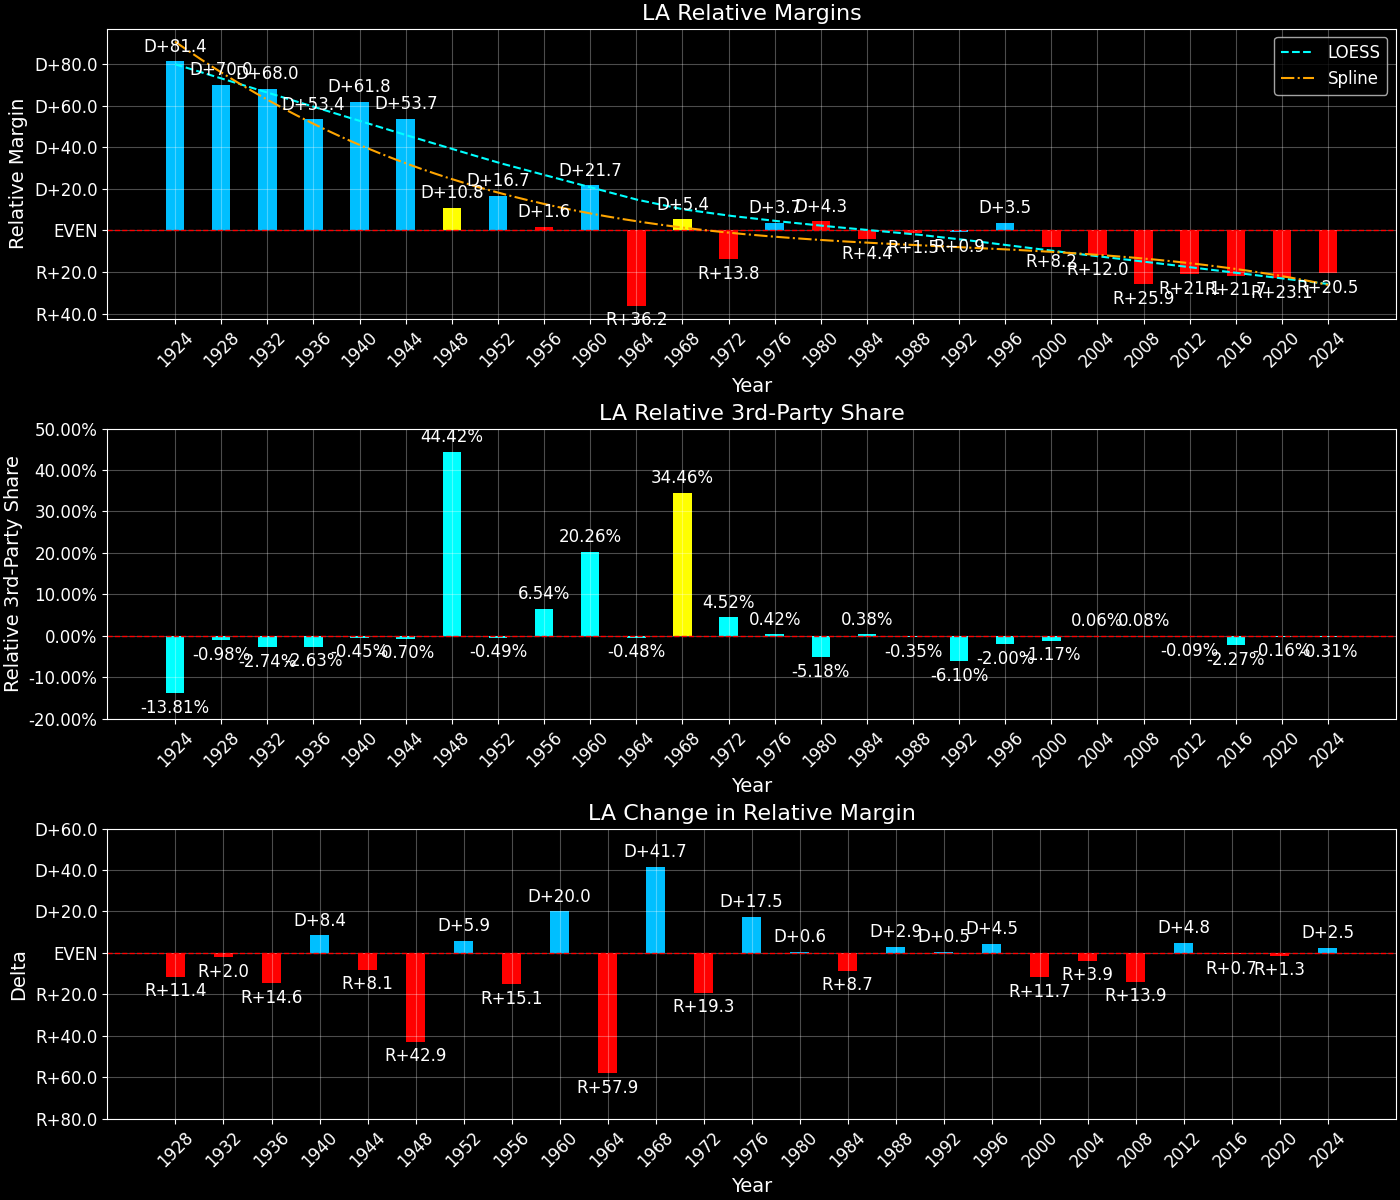 LA Relative Margins
Relative Margin
D+80.0
D+60.0
D+40.0
D+20.0
EVEN
R+20.0
R+40.0
LOESS
Spline
D+81.4
D+70.0
D+68.0
D+53.4
D+61.8
D+53.7
D+10.8
D+16.7
D+1.6
D+21.7
R+36.2
D+5.4
R+13.8
D+3.7
D+4.3
R+4.4
R+1.5
R+0.9
D+3.5
R+8.2
R+12.0
R+25.9
R+21.1
R+21.7
R+23.1
R+20.5
1924 1928 1932 1936 1940 1944 1948 1952 1956 1960 1964 1968 1972 1976 1980 1984 1988 1992 1996 2000 2004 2008 2012 2016 2020 2024
Year
LA Relative 3rd-Party Share
Relative 3rd-Party Share
50.00%
40.00%
30.00%
20.00%
10.00%
0.00%
-10.00%
-20.00%
-13.81%
-0.98%
-2.74%
-2.63%
-0.45%
-0.70%
44.42%
-0.49%
6.54%
20.26%
-0.48%
34.46%
4.52%
0.42%
-5.18%
0.38%
-0.35%
-6.10%
-2.00%
-1.17%
0.06%
0.08%
-0.09%
-2.27%
-0.16%
-0.31%
1924 1928 1932 1936 1940 1944 1948 1952 1956 1960 1964 1968 1972 1976 1980 1984 1988 1992 1996 2000 2004 2008 2012 2016 2020 2024
Year
LA Change in Relative Margin
Delta
D+60.0
D+40.0
D+20.0
EVEN
R+20.0
R+40.0
R+60.0
R+80.0
R+11.4
R+2.0
R+14.6
D+8.4
R+8.1
R+42.9
D+5.9
R+15.1
D+20.0
R+57.9
D+41.7
R+19.3
D+17.5
D+0.6
R+8.7
D+2.9
D+0.5
D+4.5
R+11.7
R+3.9
R+13.9
D+4.8
R+0.7
R+1.3
D+2.5
1928 1932 1936 1940 1944 1948 1952 1956 1960 1964 1968 1972 1976 1980 1984 1988 1992 1996 2000 2004 2008 2012 2016 2020 2024
Year